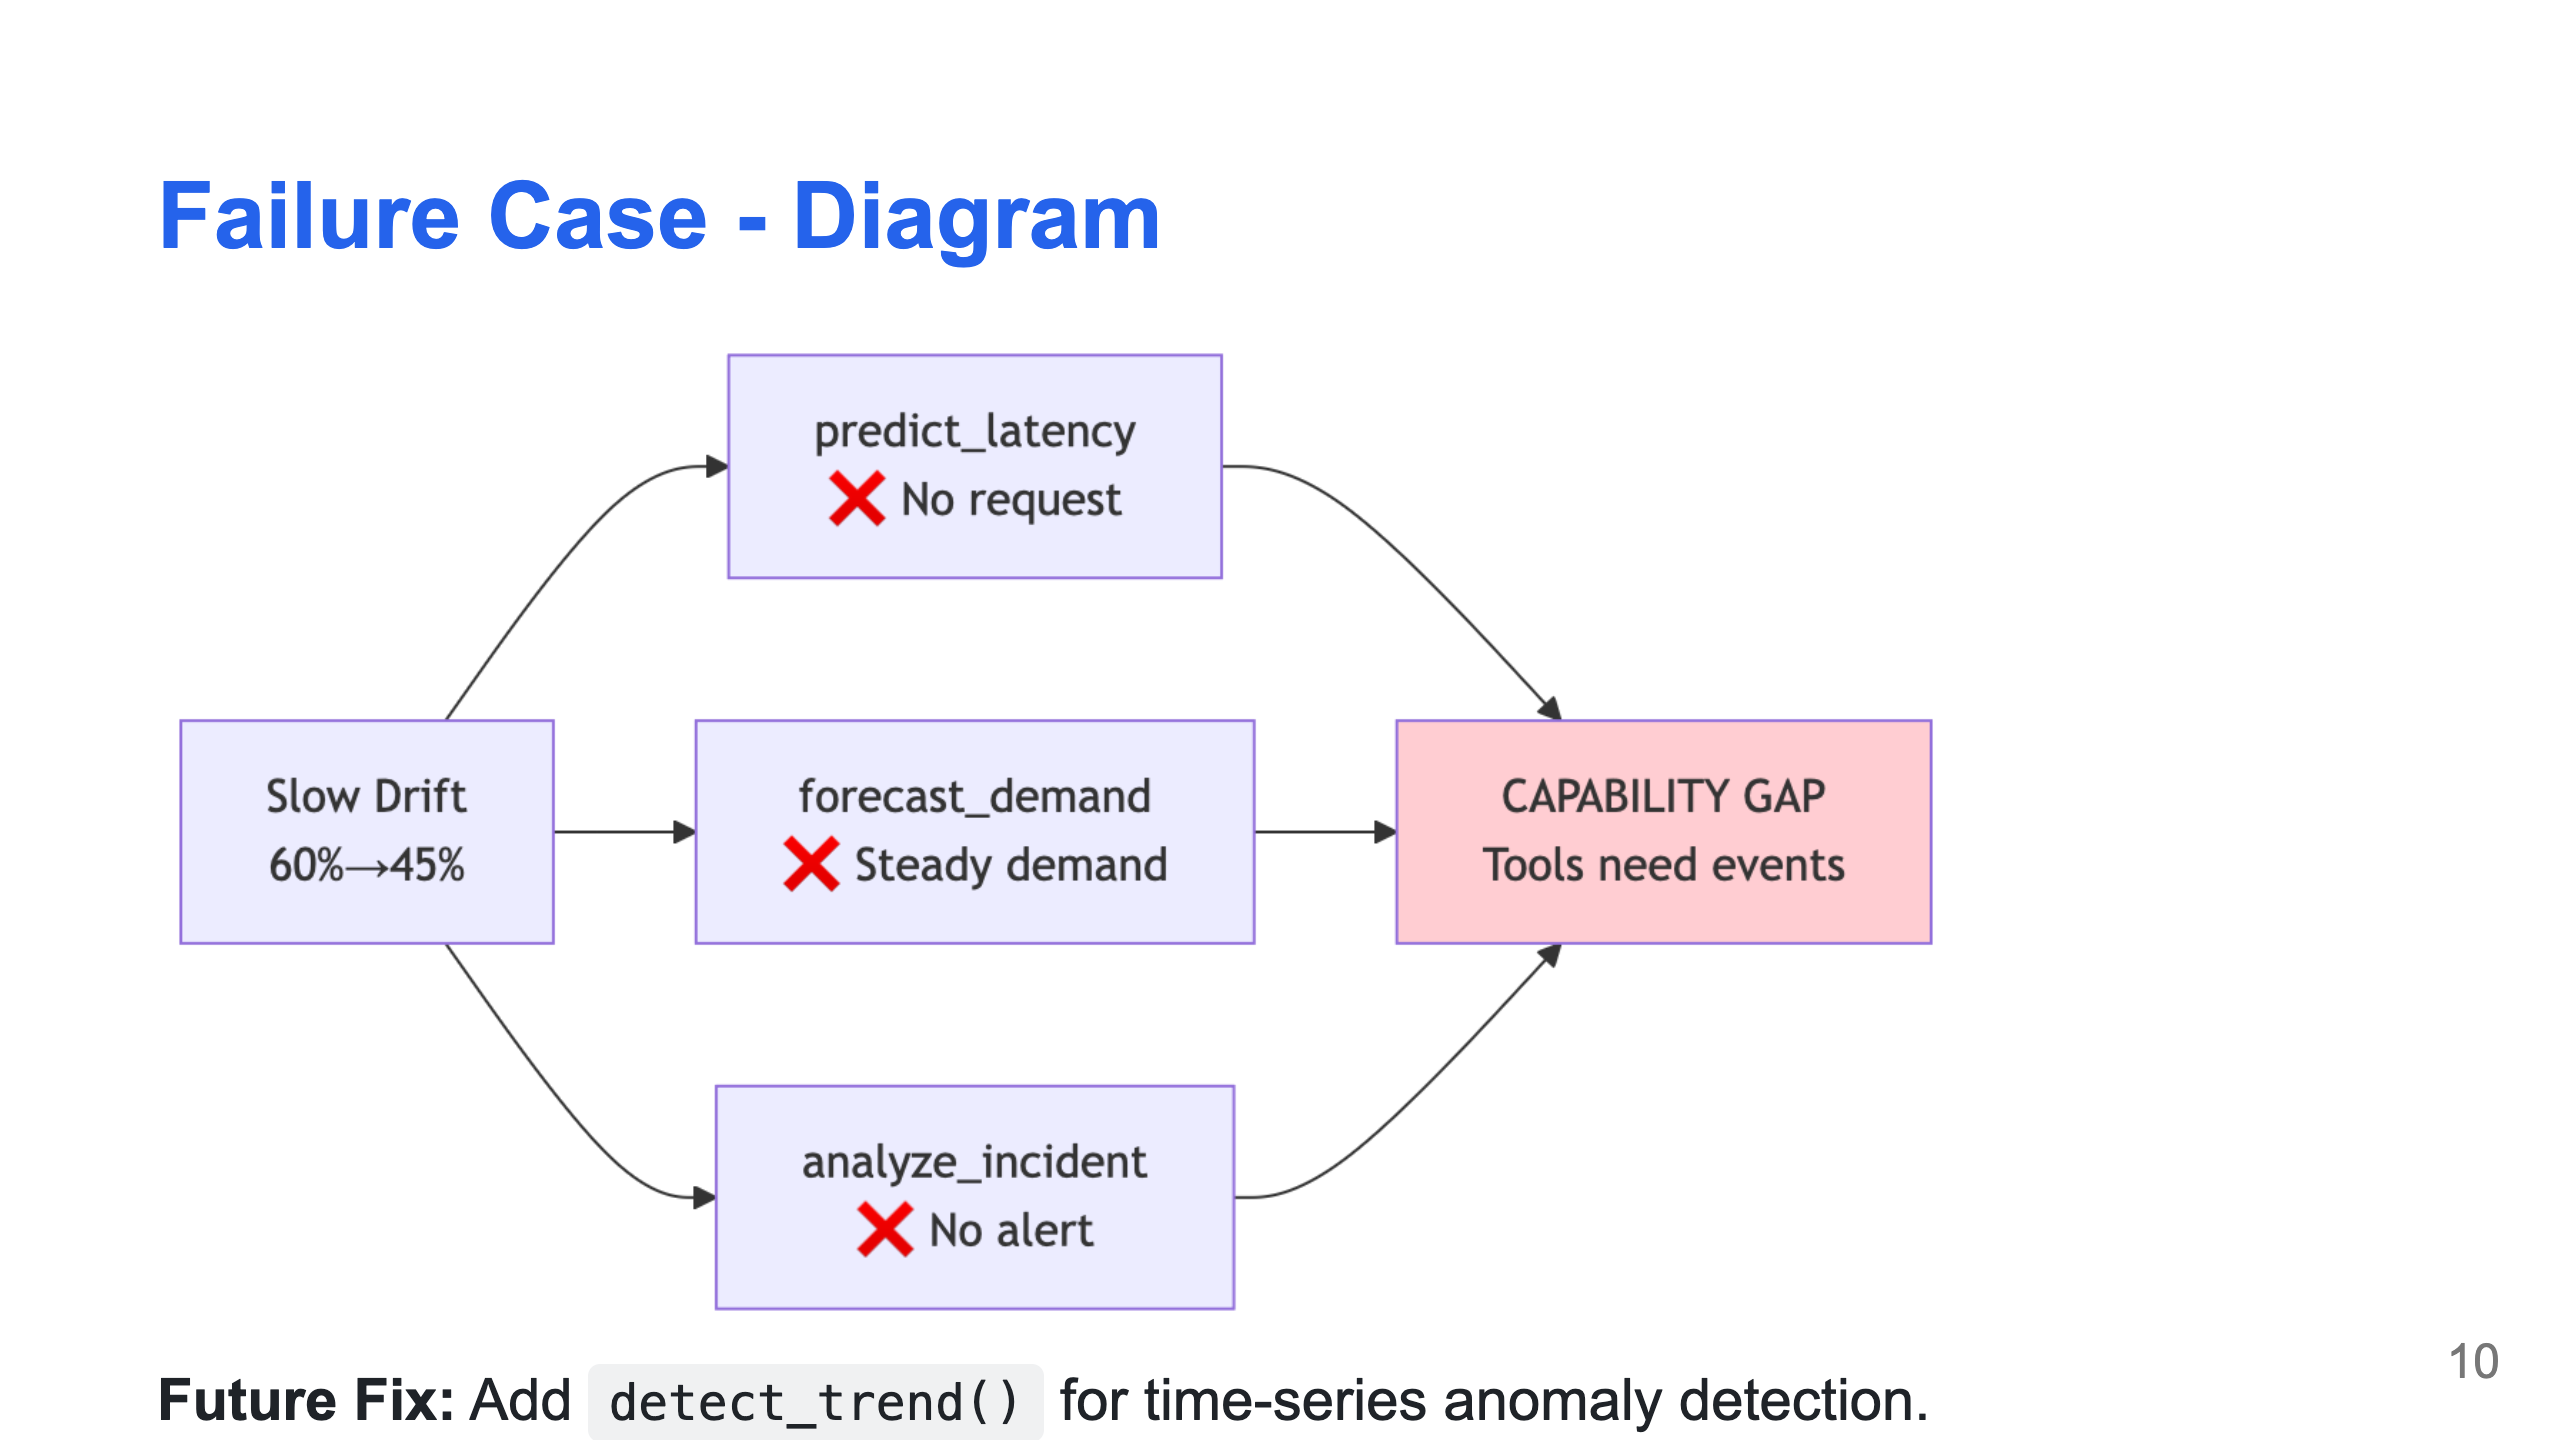 Failure Case - Diagram
predict_latency
❌ No request
Slow Drift
60%→45%
forecast_demand
❌ Steady demand
CAPABILITY GAP
Tools need events
analyze_incident
❌ No alert
Future Fix: Add detect_trend() for time-series anomaly detection.
10